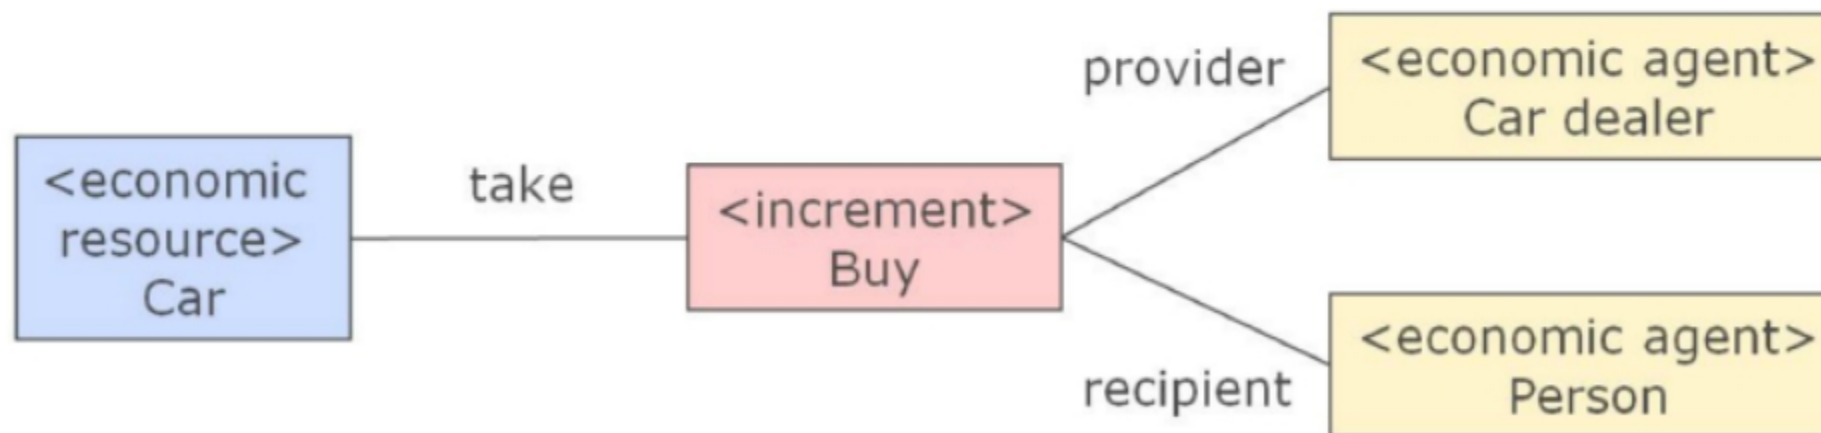 <economic
resource>
Car
take
<increment>
Buy
provider
<economic agent>
Car dealer
recipient
<economic agent>
Person